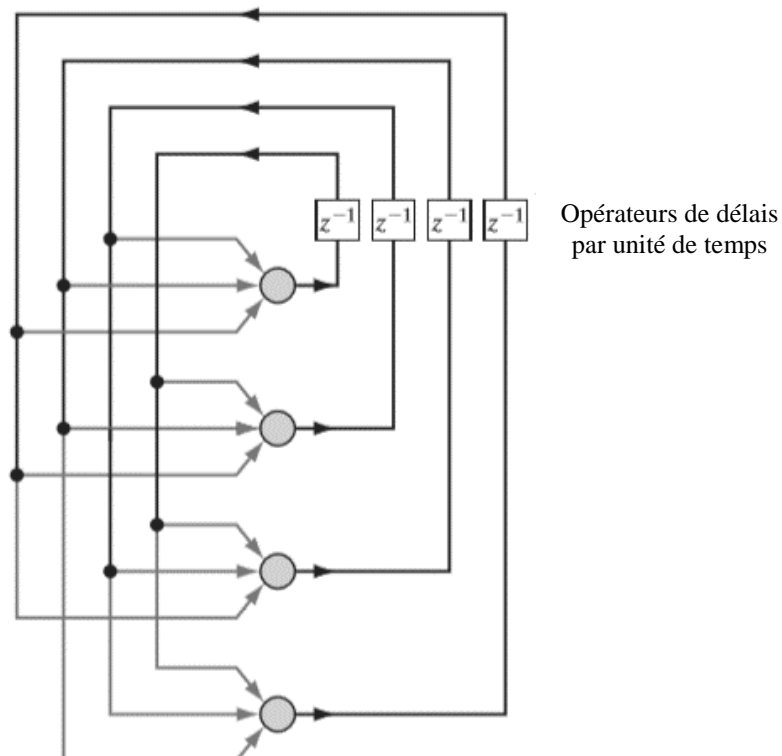 z⁻¹ z⁻¹ z⁻¹ z⁻¹
Opérateurs de délais
par unité de temps